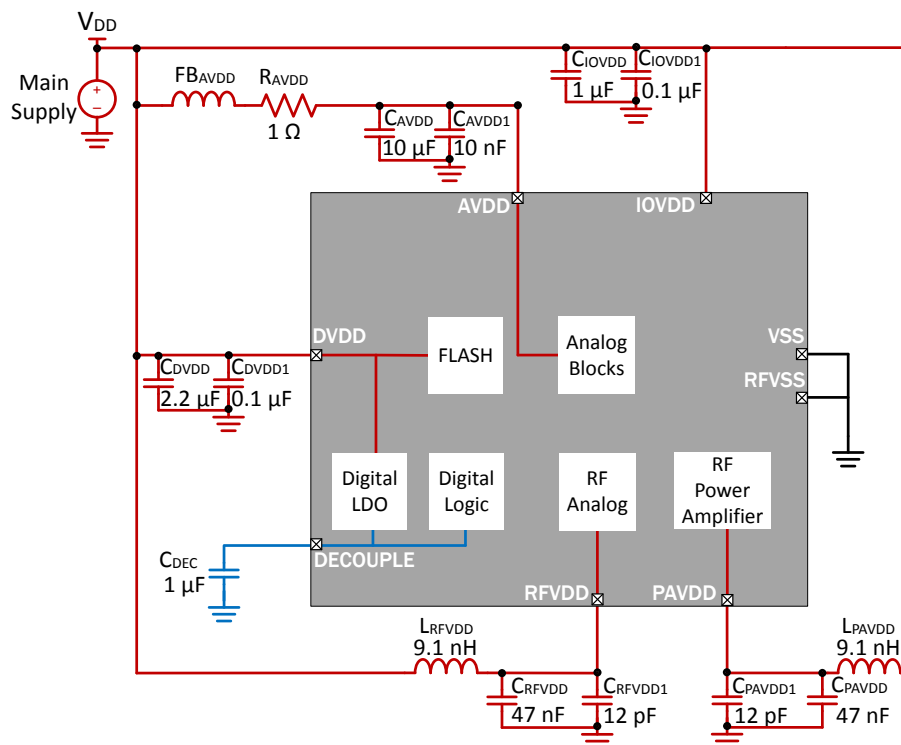 VDD
Main
Supply
FBAVDD
RAVDD
1 Ω
CAVDD
10 µF
CAVDD1
10 nF
CIOVDD
1 µF
CIOVDD1
0.1 µF
AVDD
IOVDD
DVDD
FLASH
Analog
Blocks
VSS
RFVSS
CDVDD
2.2 µF
CDVDD1
0.1 µF
Digital
LDO
Digital
Logic
RF
Analog
RF
Power
Amplifier
DECOUPLE
CDEC
1 µF
RFVDD
PAVDD
LRFVDD
9.1 nH
LPAVDD
9.1 nH
CRFVDD
47 nF
CRFVDD1
12 pF
CPAVDD1
12 pF
CPAVDD
47 nF